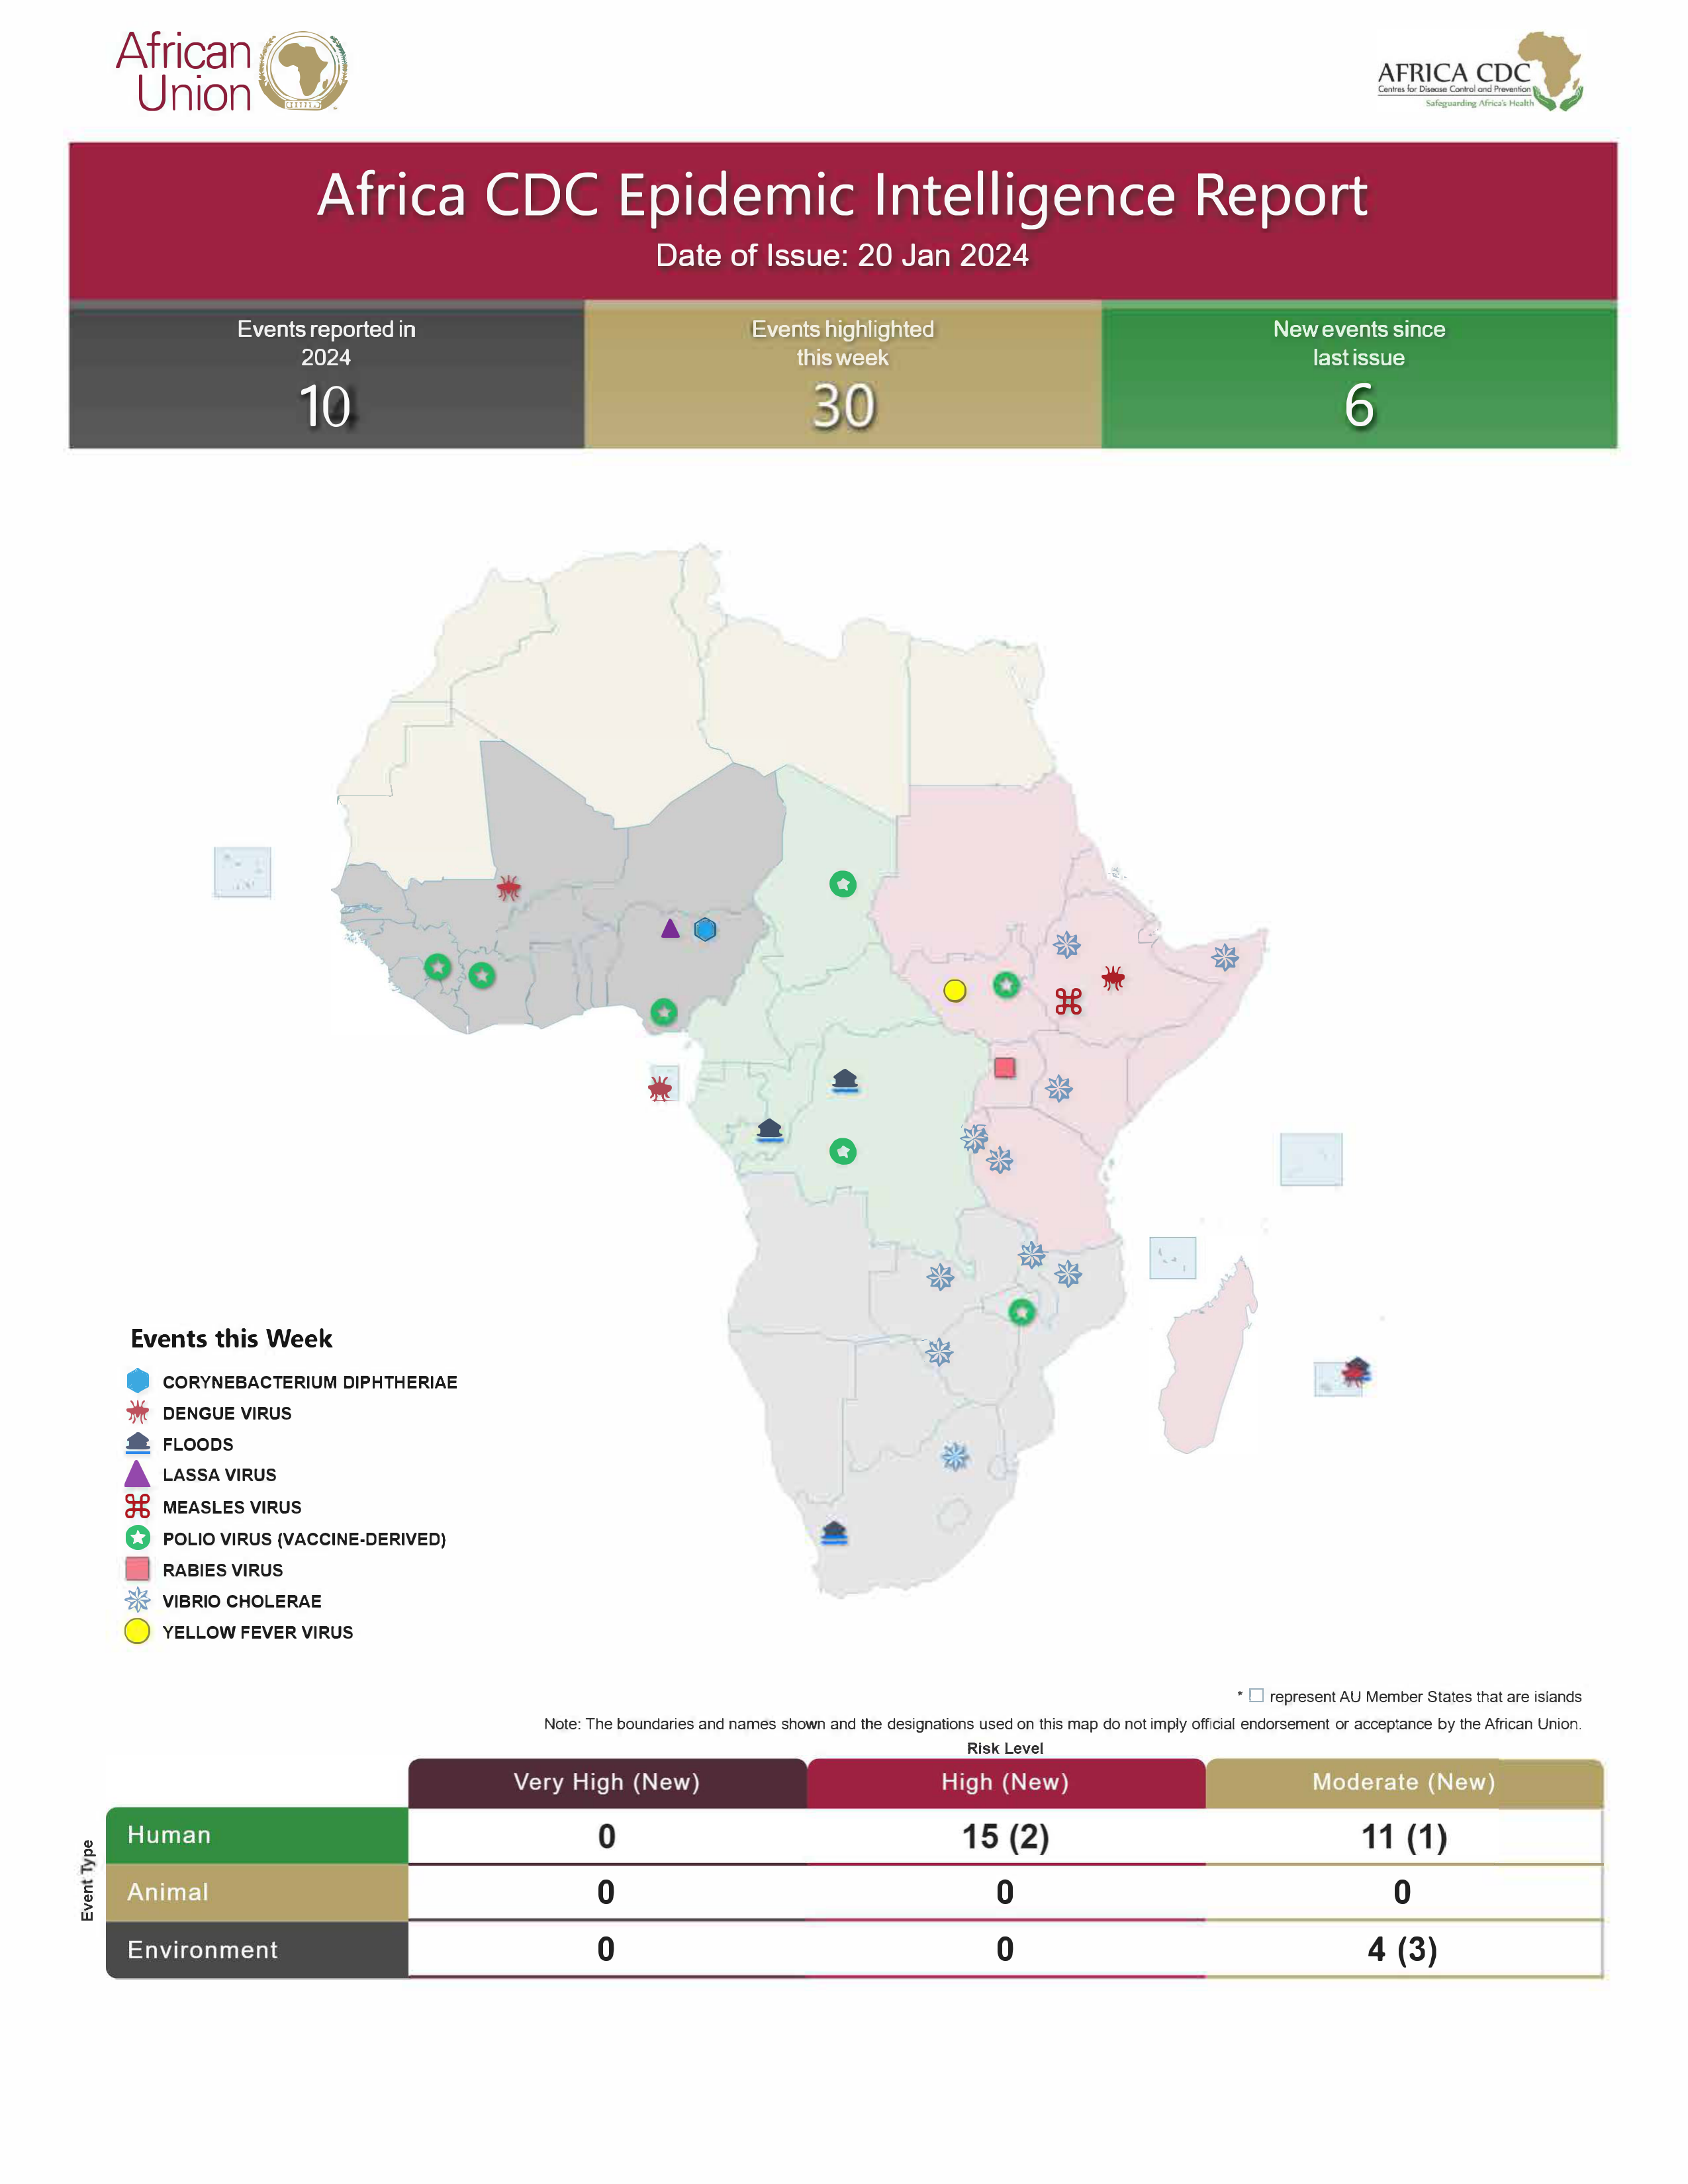 African
Union
AFRICA CDC
Centres for Disease Control and Prevention
Safeguarding Africa's Health
Africa CDC Epidemic Intelligence Report
Date of Issue: 20 Jan 2024
Events reported in
2024
10
Events highlighted
this week
30
New events since
last issue
6
Events this Week
CORYNEBACTERIUM DIPHTHERIAE
DENGUE VIRUS
FLOODS
LASSA VIRUS
MEASLES VIRUS
POLIO VIRUS (VACCINE-DERIVED)
RABIES VIRUS
VIBRIO CHOLERAE
YELLOW FEVER VIRUS
* ☐ represent AU Member States that are islands
Note: The boundaries and names shown and the designations used on this map do not imply official endorsement or acceptance by the African Union.
Risk Level
Very High (New) High (New) Moderate (New)
Event Type
Human 0 15 (2) 11 (1)
Animal 0 0 0
Environment 0 0 4 (3)